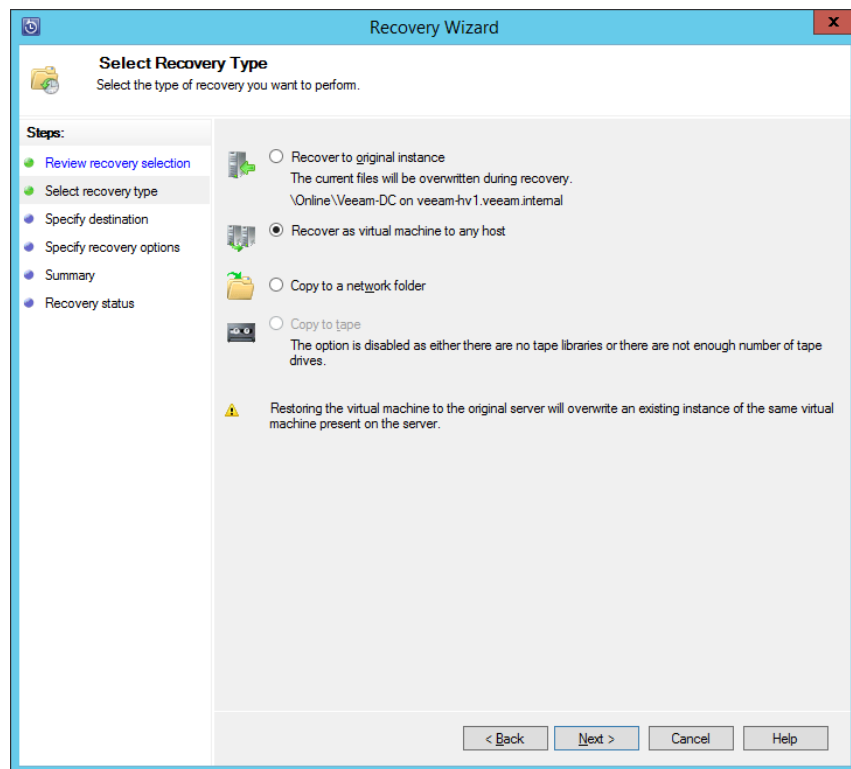 Recovery Wizard
x
Select Recovery Type
Select the type of recovery you want to perform.
Steps:
Review recovery selection
Select recovery type
Specify destination
Specify recovery options
Summary
Recovery status
Recover to original instance
The current files will be overwritten during recovery.
\Online\Veeam-DC on veeam-hv1.veeam.internal
Recover as virtual machine to any host
Copy to a network folder
Copy to tape
The option is disabled as either there are no tape libraries or there are not enough number of tape
drives.
Restoring the virtual machine to the original server will overwrite an existing instance of the same virtual
machine present on the server.
< Back
Next >
Cancel
Help